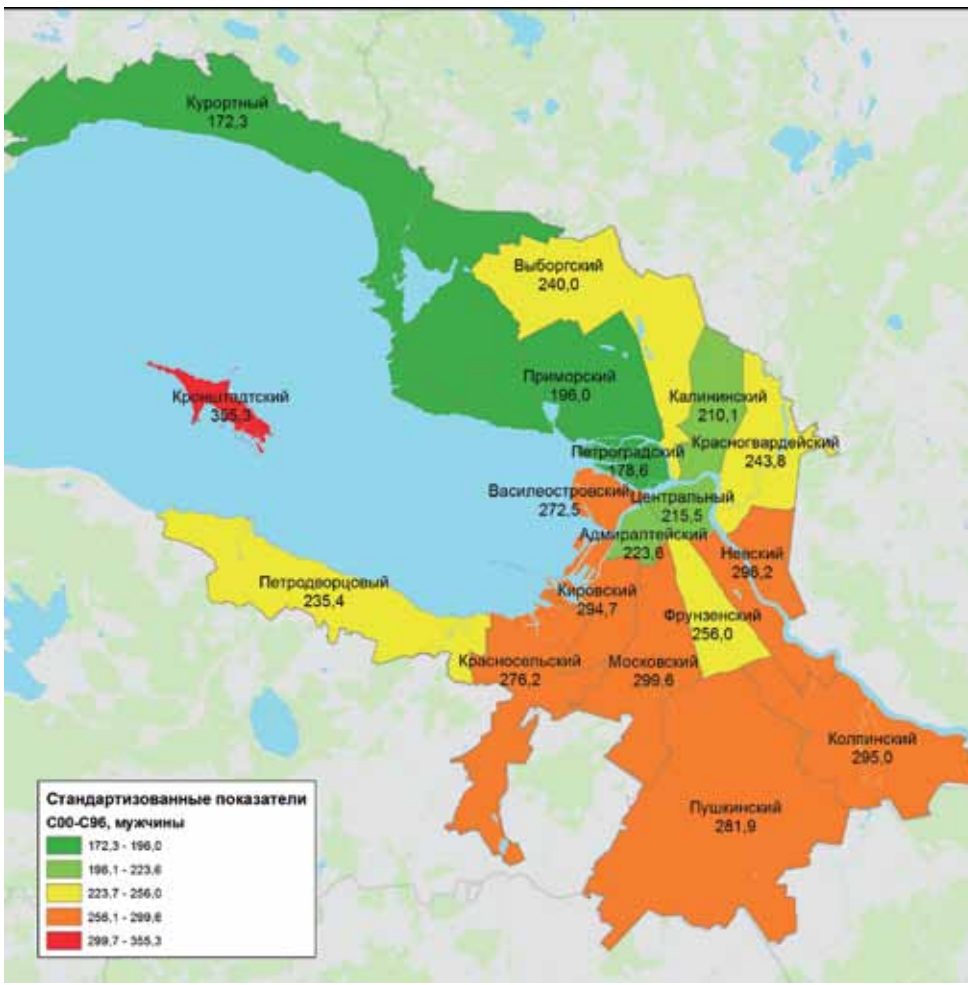 Курортный
172,3
Выборгский
240,0
Приморский
196,0
Калининский
210,1
Кронштадтский
355,3
Красногвардейский
243,8
Петроградский
178,6
Василеостровский
272,5
Центральный
215,5
Адмиралтейский
223,6
Невский
296,2
Петродворцовый
235,4
Кировский
294,7
Фрунзенский
256,0
Красносельский
276,2
Московский
299,6
Колпинский
295,0
Пушкинский
281,9
Стандартизованные показатели
С00-С96, мужчины
172,3 - 196,0
196,1 - 223,6
223,7 - 256,0
256,1 - 299,6
299,7 - 355,3